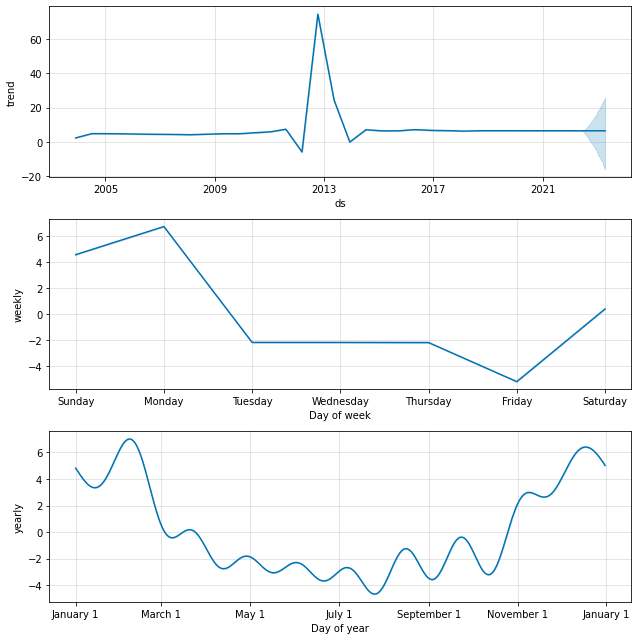 60
40
20
0
−20
trend
2005 2009 2013 2017 2021
ds
6
4
2
0
−2
−4
weekly
Sunday Monday Tuesday Wednesday Thursday Friday Saturday
Day of week
6
4
2
0
−2
−4
yearly
January 1 March 1 May 1 July 1 September 1 November 1 January 1
Day of year